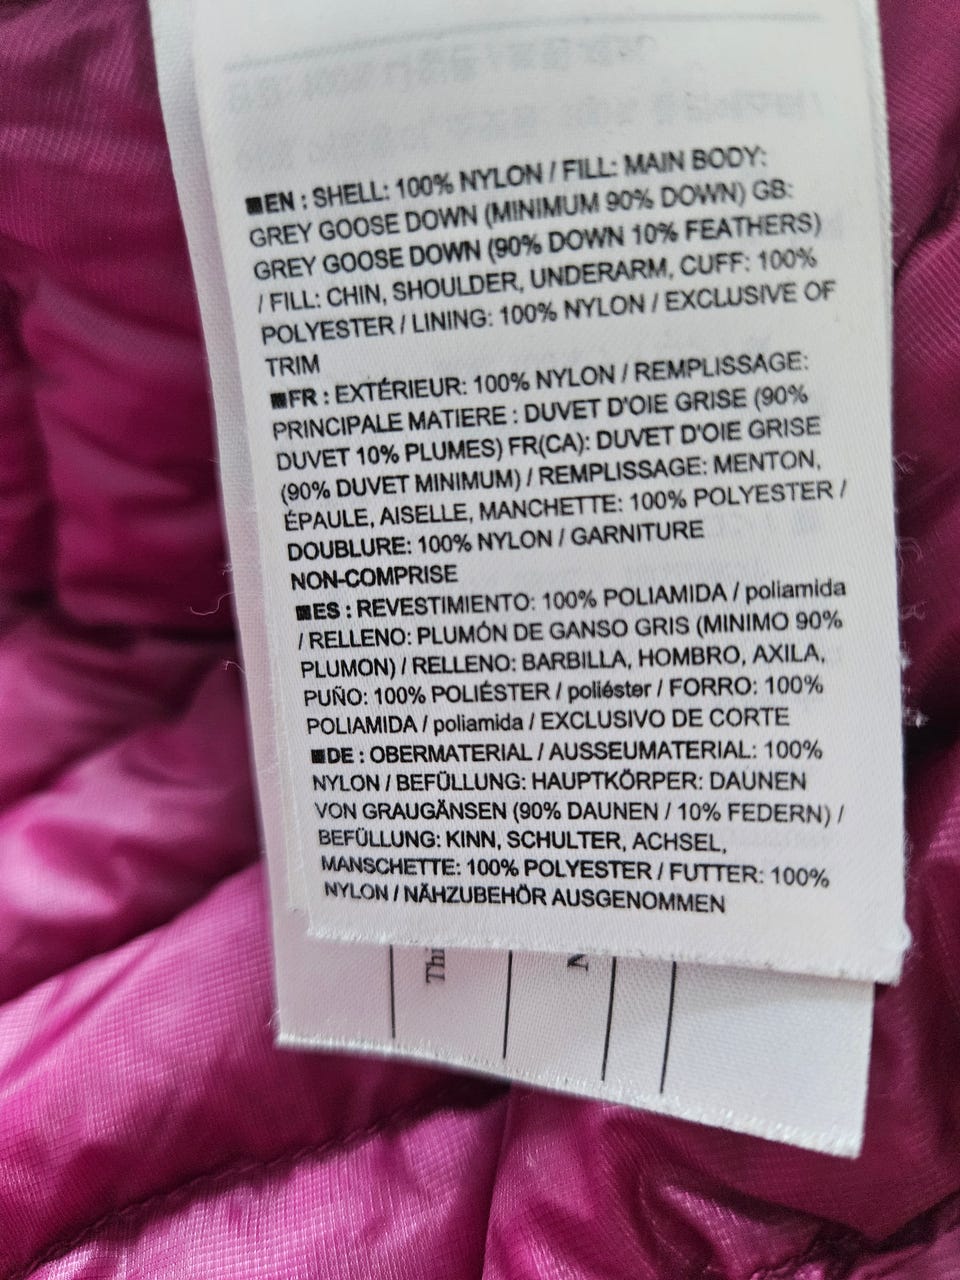 ■EN : SHELL: 100% NYLON / FILL: MAIN BODY:
GREY GOOSE DOWN (MINIMUM 90% DOWN) GB:
GREY GOOSE DOWN (90% DOWN 10% FEATHERS)
/ FILL: CHIN, SHOULDER, UNDERARM, CUFF: 100%
POLYESTER / LINING: 100% NYLON / EXCLUSIVE OF
TRIM
■FR : EXTÉRIEUR: 100% NYLON / REMPLISSAGE:
PRINCIPALE MATIERE : DUVET D'OIE GRISE (90%
DUVET 10% PLUMES) FR(CA): DUVET D'OIE GRISE
(90% DUVET MINIMUM) / REMPLISSAGE: MENTON,
ÉPAULE, AISELLE, MANCHETTE: 100% POLYESTER /
DOUBLURE: 100% NYLON / GARNITURE
NON-COMPRISE
■ES : REVESTIMIENTO: 100% POLIAMIDA / poliamida
/ RELLENO: PLUMÓN DE GANSO GRIS (MINIMO 90%
PLUMON) / RELLENO: BARBILLA, HOMBRO, AXILA,
PUÑO: 100% POLIÉSTER / poliéster / FORRO: 100%
POLIAMIDA / poliamida / EXCLUSIVO DE CORTE
■DE : OBERMATERIAL / AUSSEUMATERIAL: 100%
NYLON / BEFÜLLUNG: HAUPTKÖRPER: DAUNEN
VON GRAUGÄNSEN (90% DAUNEN / 10% FEDERN) /
BEFÜLLUNG: KINN, SCHULTER, ACHSEL,
MANSCHETTE: 100% POLYESTER / FUTTER: 100%
NYLON / NÄHZUBEHÖR AUSGENOMMEN
Thi
N